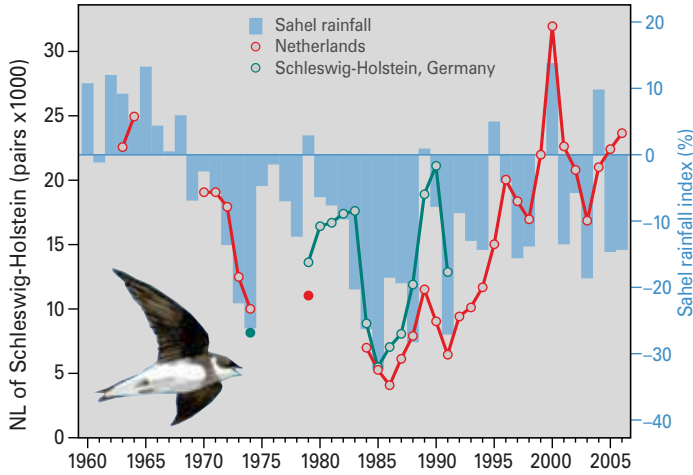 Sahel rainfall
Netherlands
Schleswig-Holstein, Germany
NL of Schleswig-Holstein (pairs x1000)
30
25
20
15
10
5
0
20
10
0
–10
–20
–30
–40
Sahel rainfall index (%)
1960 1965 1970 1975 1980 1985 1990 1995 2000 2005